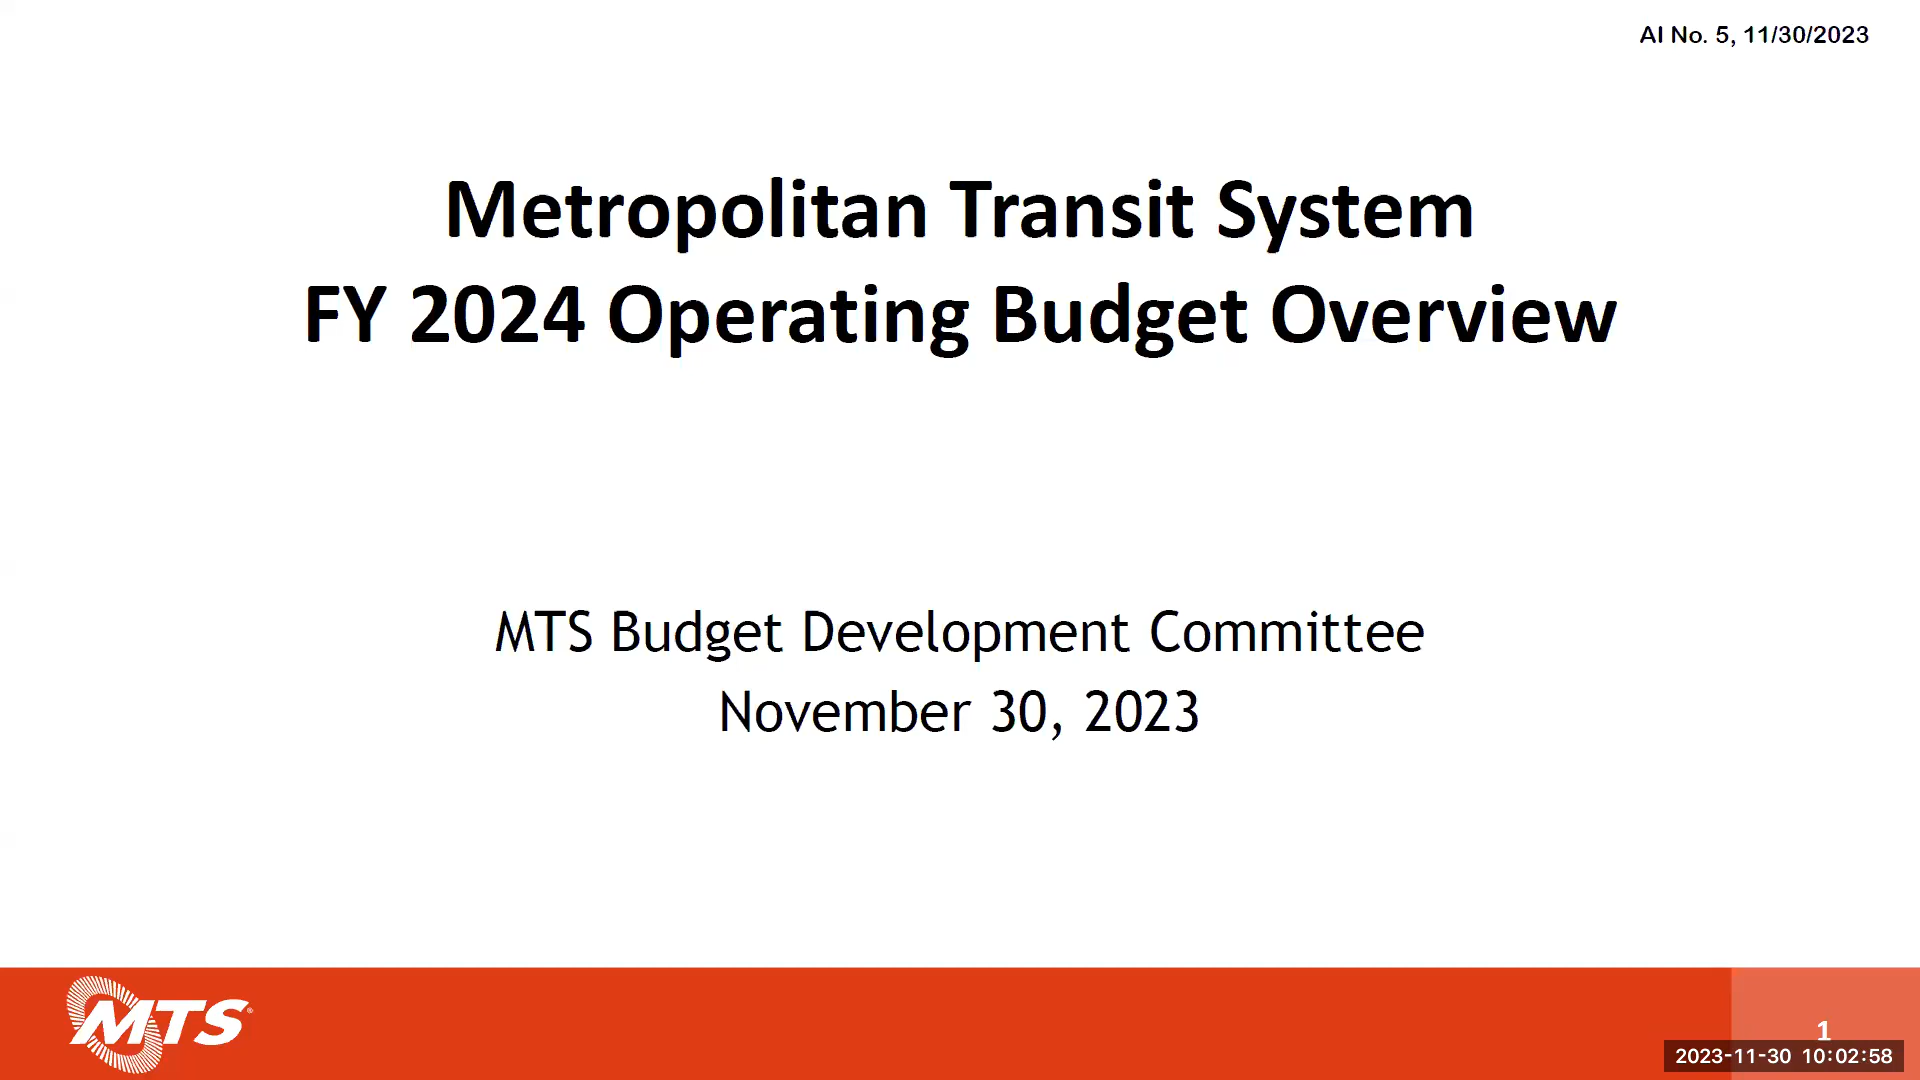 AI No. 5, 11/30/2023
Metropolitan Transit System
FY 2024 Operating Budget Overview
MTS Budget Development Committee
November 30, 2023
MTS®
1
2023-11-30 10:02:58